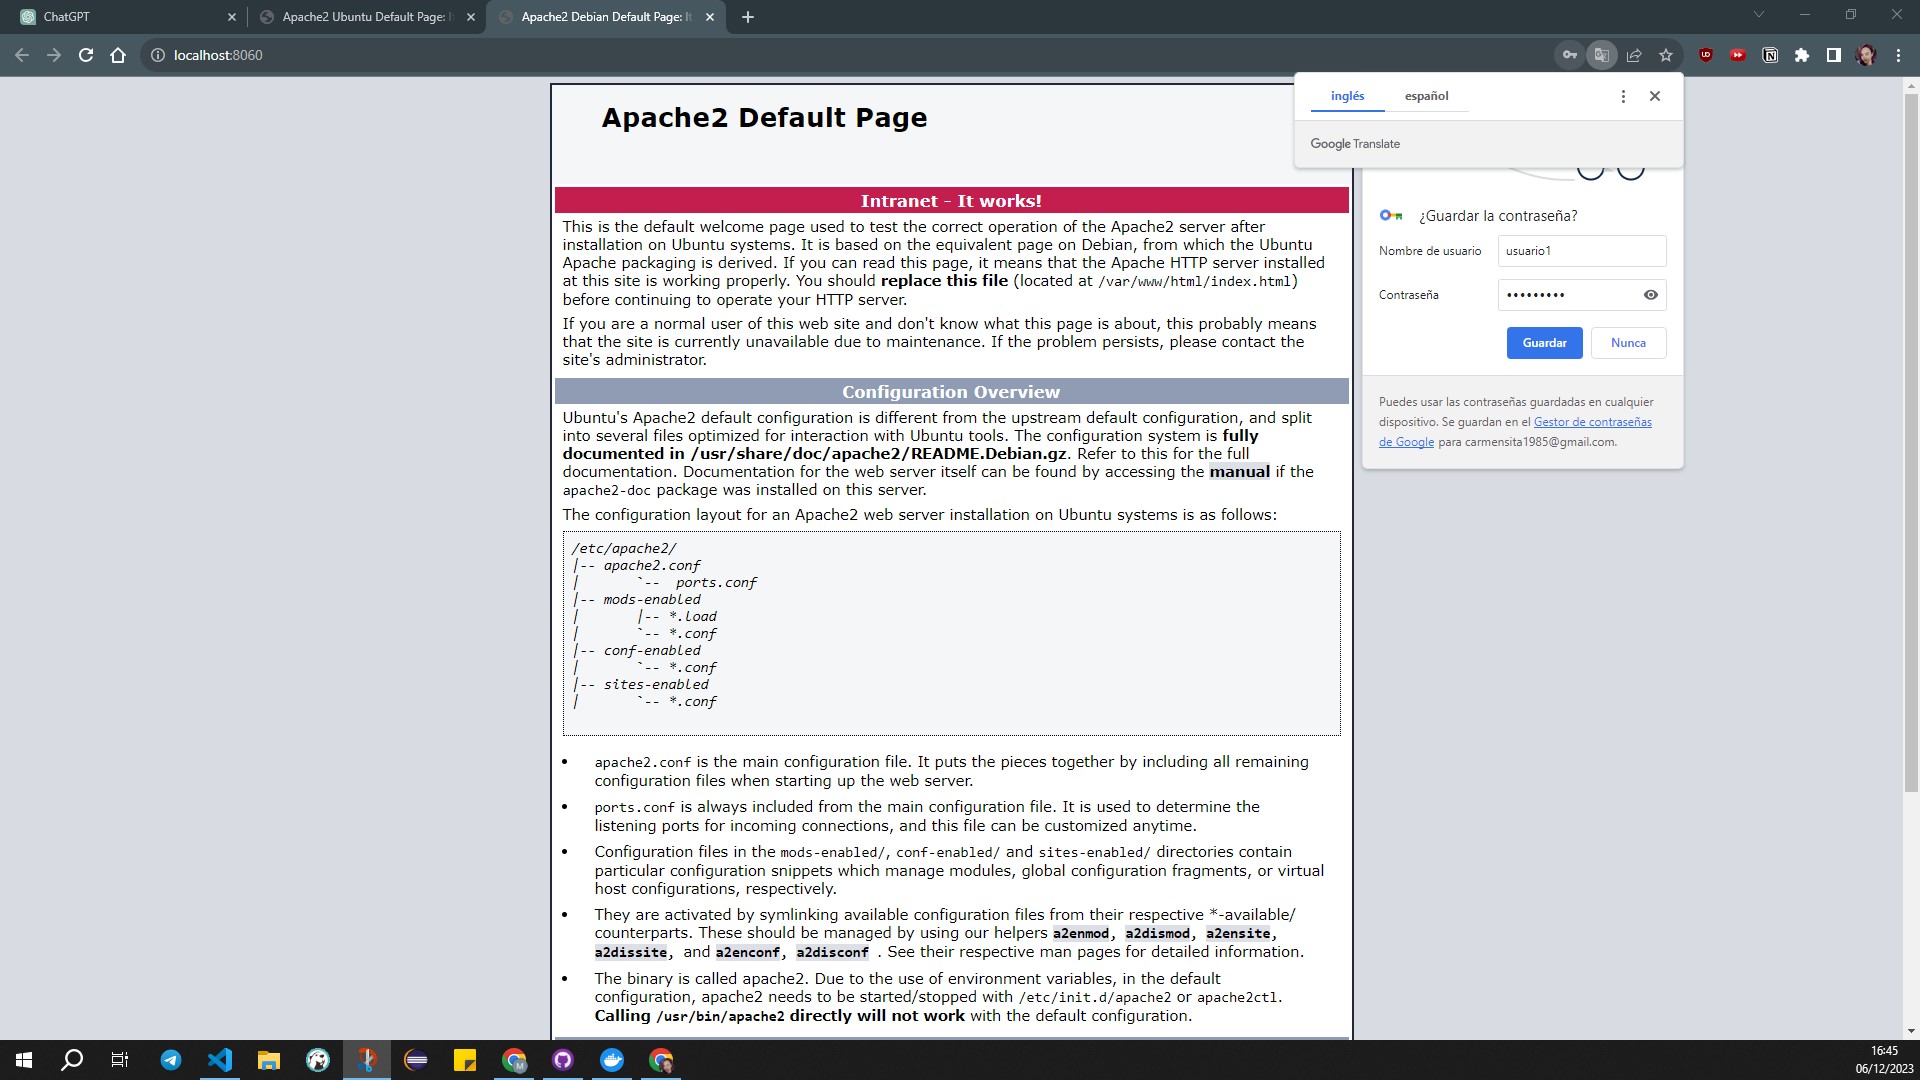 ChatGPT
Apache2 Ubuntu Default Page: I
Apache2 Debian Default Page: It
localhost:8060
inglés español
Google Translate
Apache2 Default Page
Intranet - It works!
This is the default welcome page used to test the correct operation of the Apache2 server after
installation on Ubuntu systems. It is based on the equivalent page on Debian, from which the Ubuntu
Apache packaging is derived. If you can read this page, it means that the Apache HTTP server installed
at this site is working properly. You should replace this file (located at /var/www/html/index.html)
before continuing to operate your HTTP server.
If you are a normal user of this web site and don't know what this page is about, this probably means
that the site is currently unavailable due to maintenance. If the problem persists, please contact the
site's administrator.
Configuration Overview
Ubuntu's Apache2 default configuration is different from the upstream default configuration, and split
into several files optimized for interaction with Ubuntu tools. The configuration system is fully
documented in /usr/share/doc/apache2/README.Debian.gz. Refer to this for the full
documentation. Documentation for the web server itself can be found by accessing the manual if the
apache2-doc package was installed on this server.
The configuration layout for an Apache2 web server installation on Ubuntu systems is as follows:
/etc/apache2/
|-- apache2.conf
|       `--  ports.conf
|-- mods-enabled
|       |-- *.load
|       `-- *.conf
|-- conf-enabled
|       `-- *.conf
|-- sites-enabled
|       `-- *.conf
• apache2.conf is the main configuration file. It puts the pieces together by including all remaining
configuration files when starting up the web server.
• ports.conf is always included from the main configuration file. It is used to determine the
listening ports for incoming connections, and this file can be customized anytime.
• Configuration files in the mods-enabled/, conf-enabled/ and sites-enabled/ directories contain
particular configuration snippets which manage modules, global configuration fragments, or virtual
host configurations, respectively.
• They are activated by symlinking available configuration files from their respective *-available/
counterparts. These should be managed by using our helpers a2enmod, a2dismod, a2ensite,
a2dissite, and a2enconf, a2disconf . See their respective man pages for detailed information.
• The binary is called apache2. Due to the use of environment variables, in the default
configuration, apache2 needs to be started/stopped with /etc/init.d/apache2 or apache2ctl.
Calling /usr/bin/apache2 directly will not work with the default configuration.
¿Guardar la contraseña?
Nombre de usuario usuario1
Contraseña •••••••••
Guardar Nunca
Puedes usar las contraseñas guardadas en cualquier
dispositivo. Se guardan en el Gestor de contraseñas
de Google para carmensita1985@gmail.com.
16:45
06/12/2023